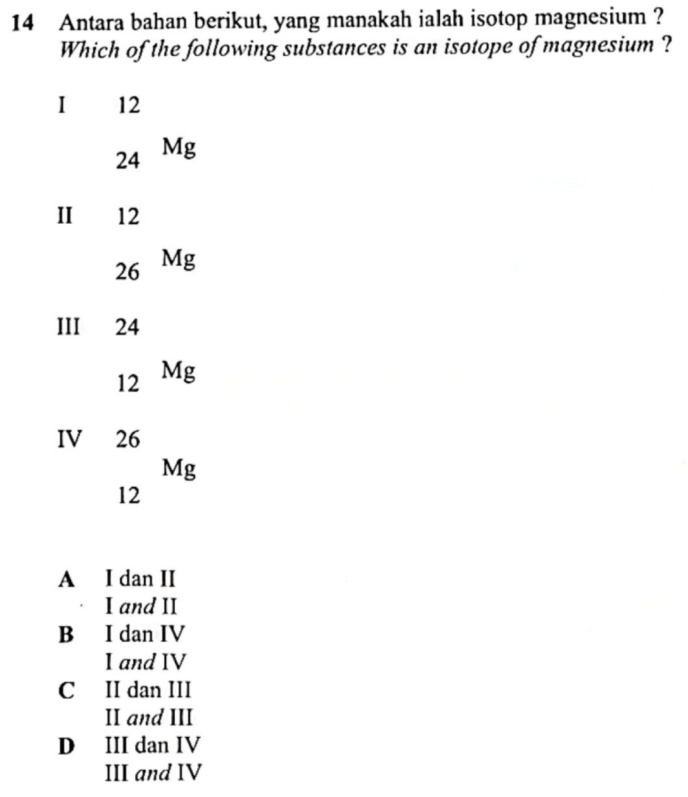 14 Antara bahan berikut, yang manakah ialah isotop magnesium ?
Which of the following substances is an isotope of magnesium ?
I 12
24 Mg
II 12
26 Mg
III 24
12 Mg
IV 26
Mg
12
A I dan II
I and II
B I dan IV
I and IV
C II dan III
II and III
D III dan IV
III and IV